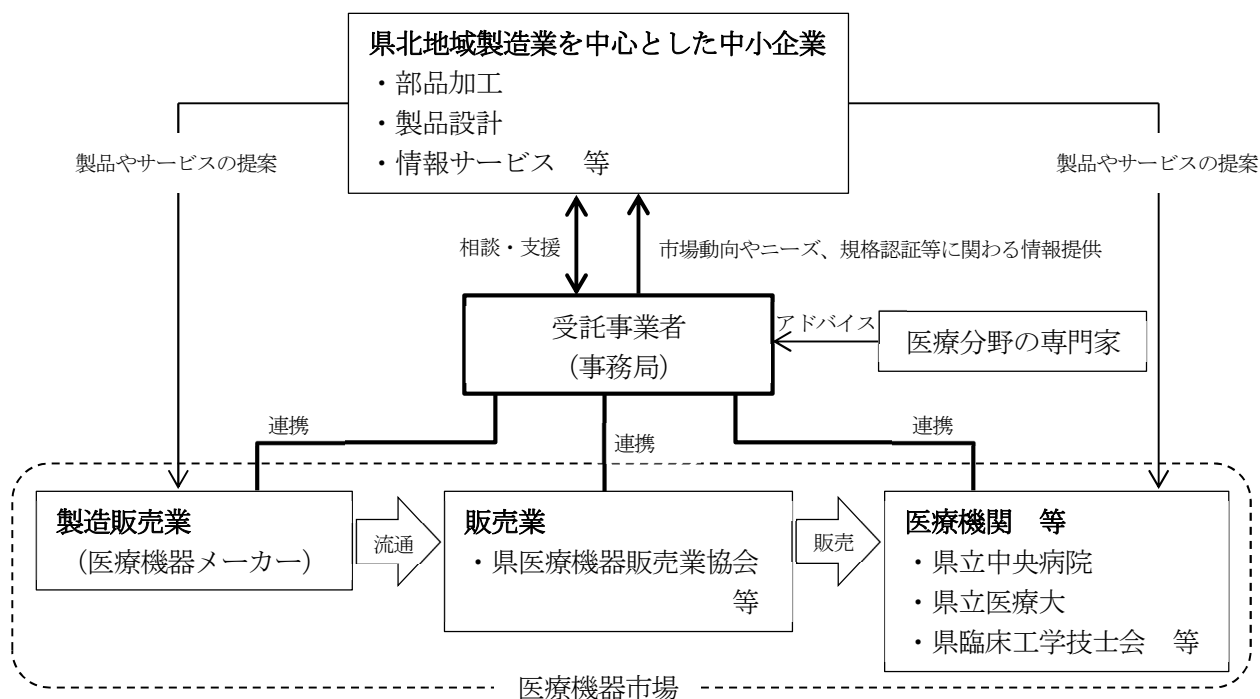 県北地域製造業を中心とした中小企業
・部品加工
・製品設計
・情報サービス　等
製品やサービスの提案
製品やサービスの提案
相談・支援
市場動向やニーズ、規格認証等に関わる情報提供
受託事業者
（事務局）
アドバイス
医療分野の専門家
連携
連携
連携
製造販売業
（医療機器メーカー）
流通
販売業
・県医療機器販売業協会
等
販売
医療機関　等
・県立中央病院
・県立医療大
・県臨床工学技士会　等
医療機器市場